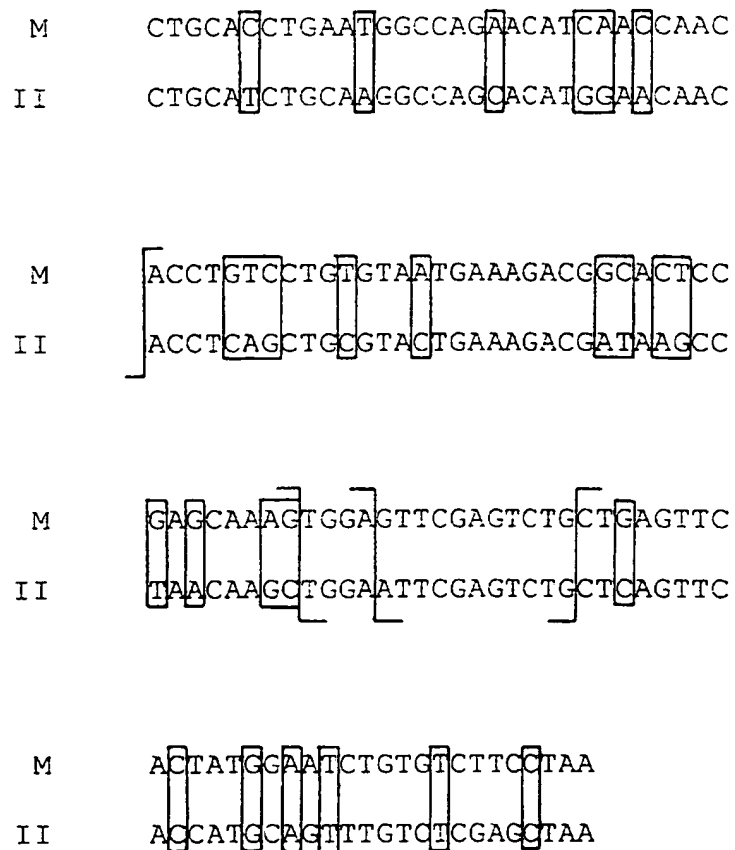 M CTGCACCTGAATGGCCAGAACATCAACCAAC
II CTGCATCTGCAAGGCCAGCACATGGAACAAC
M ACCTGTCCTGTGTAATGAAAGACGGCACTCC
II ACCTCAGCTGCGTACTGAAAGACGATAAGCC
M GAGCAAAGTGGAGTTCGAGTCTGCTGAGTTC
II TAACAAGCTGGAATTCGAGTCTGCTCAGTTC
M ACTATGGAATCTGTGTCTTCCTAA
II ACCATGCAGTTTGTCTCGAGCTAA